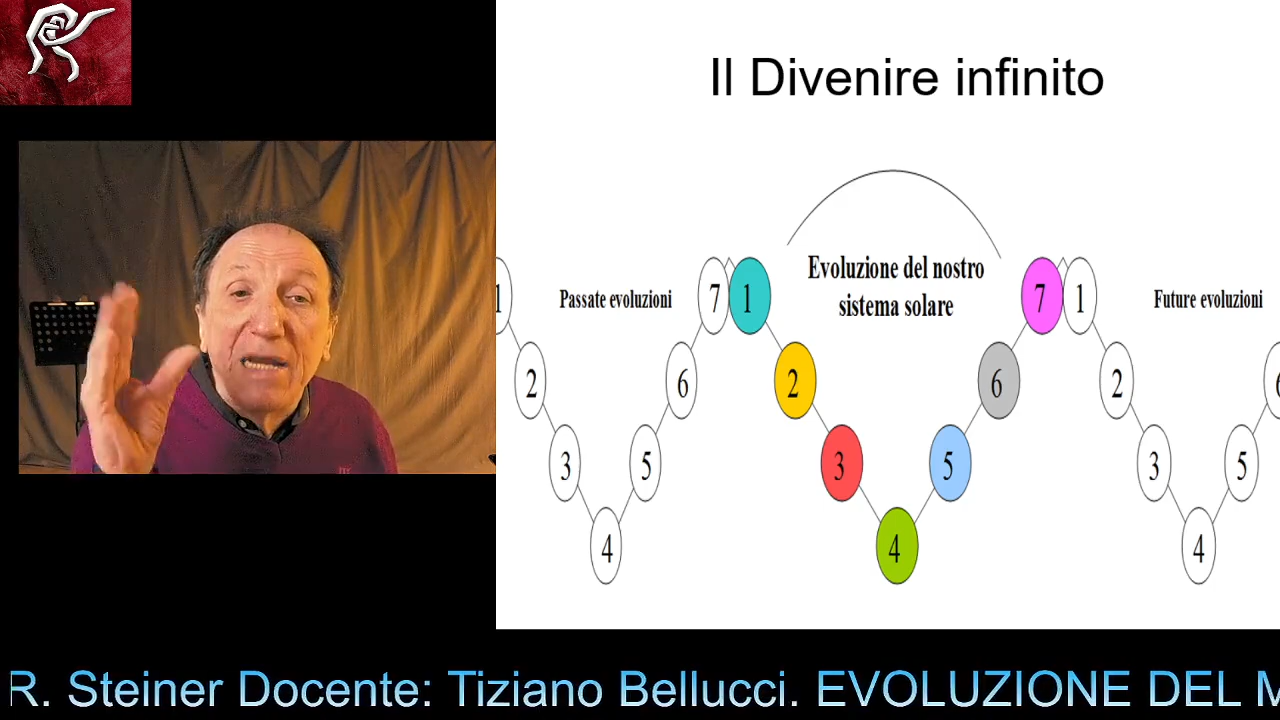 Il Divenire infinito
Evoluzione del nostro
sistema solare
Passate evoluzioni
Future evoluzioni
1 7 1 7 1
2 6 2 6 2 6
3 5 3 5 3 5
4 4 4
R. Steiner Docente: Tiziano Bellucci. EVOLUZIONE DEL M